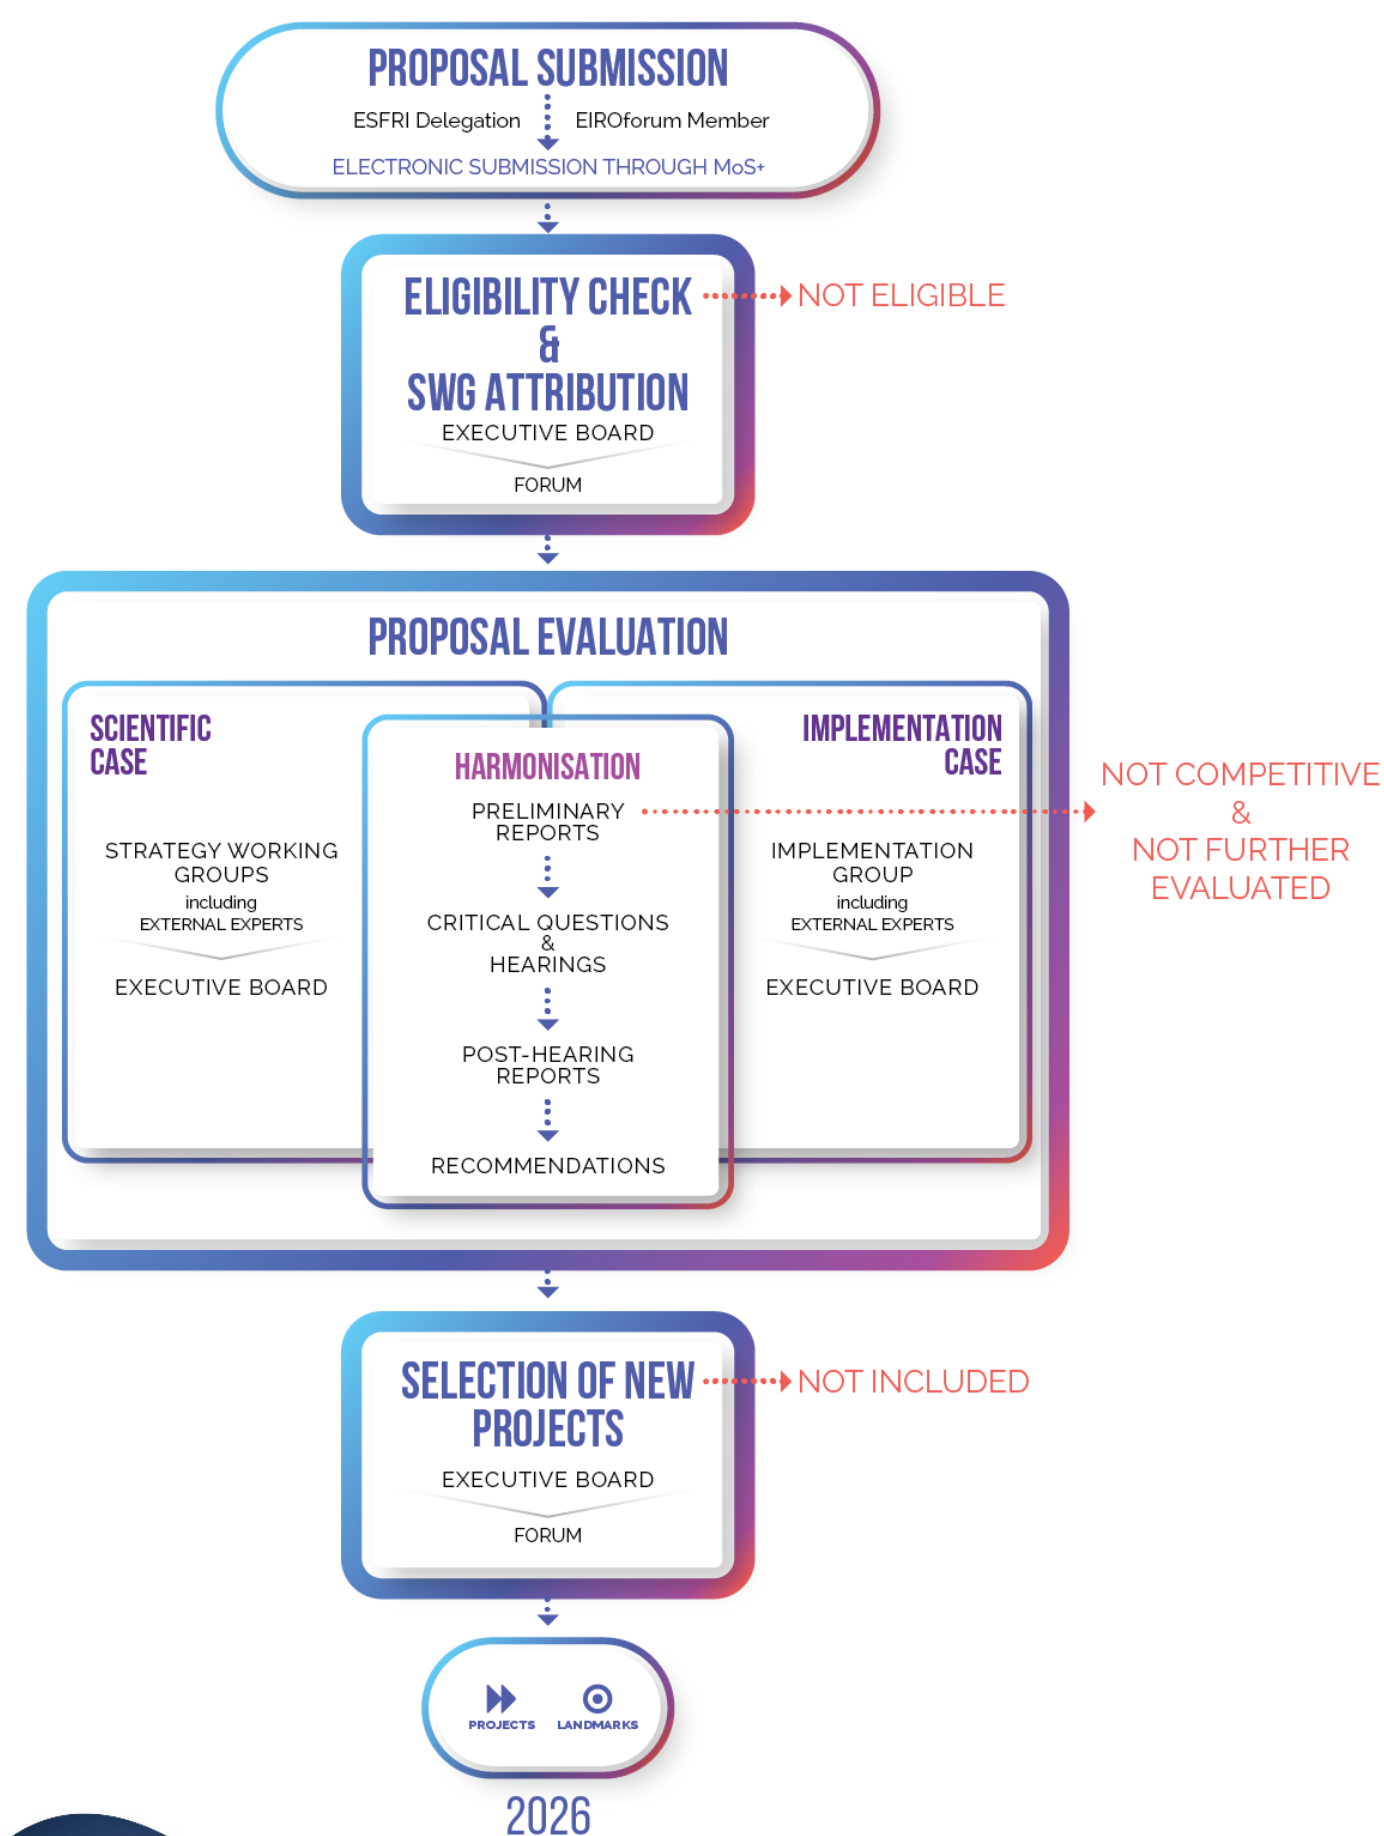 PROPOSAL SUBMISSION
ESFRI Delegation
EIROforum Member
ELECTRONIC SUBMISSION THROUGH MoS+
ELIGIBILITY CHECK
&
SWG ATTRIBUTION
EXECUTIVE BOARD
FORUM
NOT ELIGIBLE
PROPOSAL EVALUATION
SCIENTIFIC
CASE
STRATEGY WORKING
GROUPS
including
EXTERNAL EXPERTS
EXECUTIVE BOARD
HARMONISATION
PRELIMINARY
REPORTS
CRITICAL QUESTIONS
&
HEARINGS
POST-HEARING
REPORTS
RECOMMENDATIONS
IMPLEMENTATION
CASE
IMPLEMENTATION
GROUP
including
EXTERNAL EXPERTS
EXECUTIVE BOARD
NOT COMPETITIVE
&
NOT FURTHER
EVALUATED
SELECTION OF NEW
PROJECTS
EXECUTIVE BOARD
FORUM
NOT INCLUDED
PROJECTS
LANDMARKS
2026